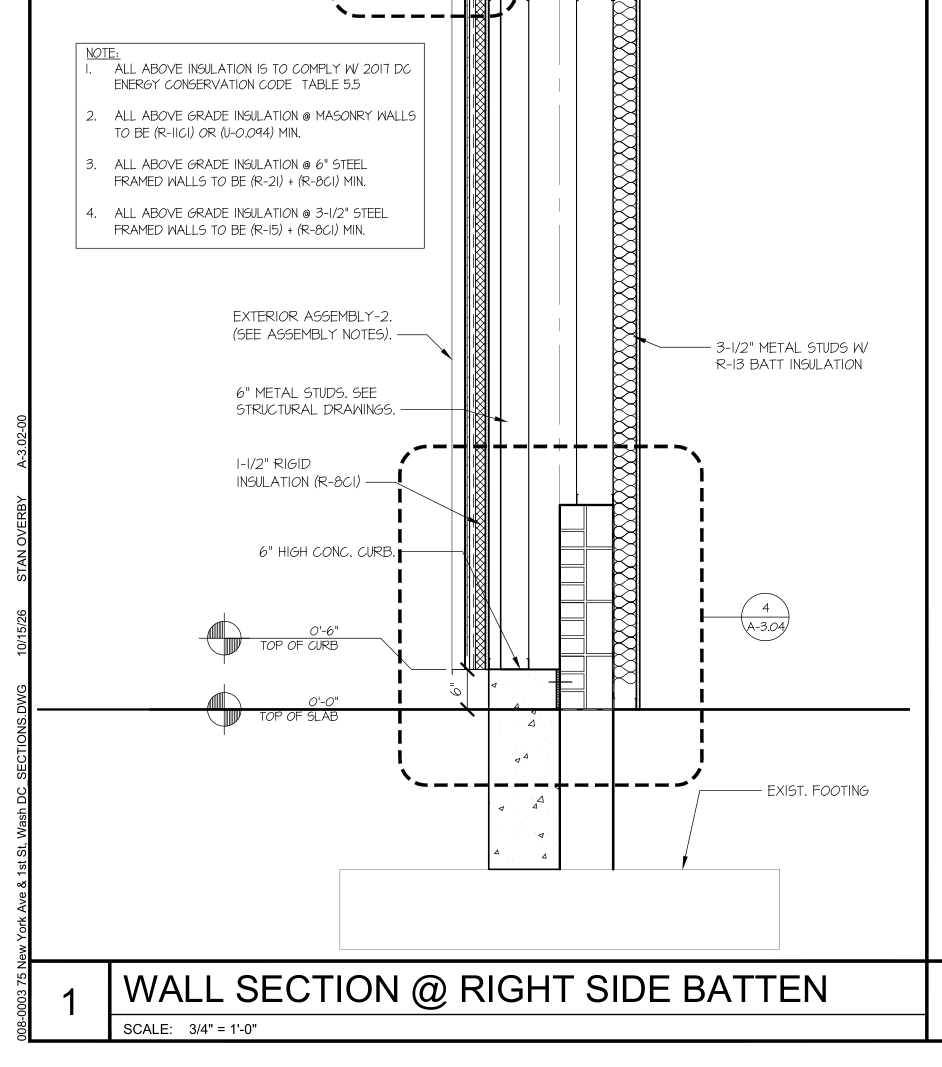 NOTE:
1. ALL ABOVE INSULATION IS TO COMPLY W/ 2017 DC
ENERGY CONSERVATION CODE TABLE 5.5
2. ALL ABOVE GRADE INSULATION @ MASONRY WALLS
TO BE (R-11CI) OR (U-0.094) MIN.
3. ALL ABOVE GRADE INSULATION @ 6" STEEL
FRAMED WALLS TO BE (R-21) + (R-8CI) MIN.
4. ALL ABOVE GRADE INSULATION @ 3-1/2" STEEL
FRAMED WALLS TO BE (R-15) + (R-8CI) MIN.
EXTERIOR ASSEMBLY-2.
(SEE ASSEMBLY NOTES).
3-1/2" METAL STUDS W/
R-13 BATT INSULATION
6" METAL STUDS. SEE
STRUCTURAL DRAWINGS.
1-1/2" RIGID
INSULATION (R-8CI)
6" HIGH CONC. CURB.
4
A-3.04
0'-6"
TOP OF CURB
6"
0'-0"
TOP OF SLAB
EXIST. FOOTING
008-0003 75 New York Ave & 1st St, Wash DC_SECTIONS.DWG 10/15/26 STAN OVERBY A-3.02-00
1
WALL SECTION @ RIGHT SIDE BATTEN
SCALE: 3/4" = 1'-0"